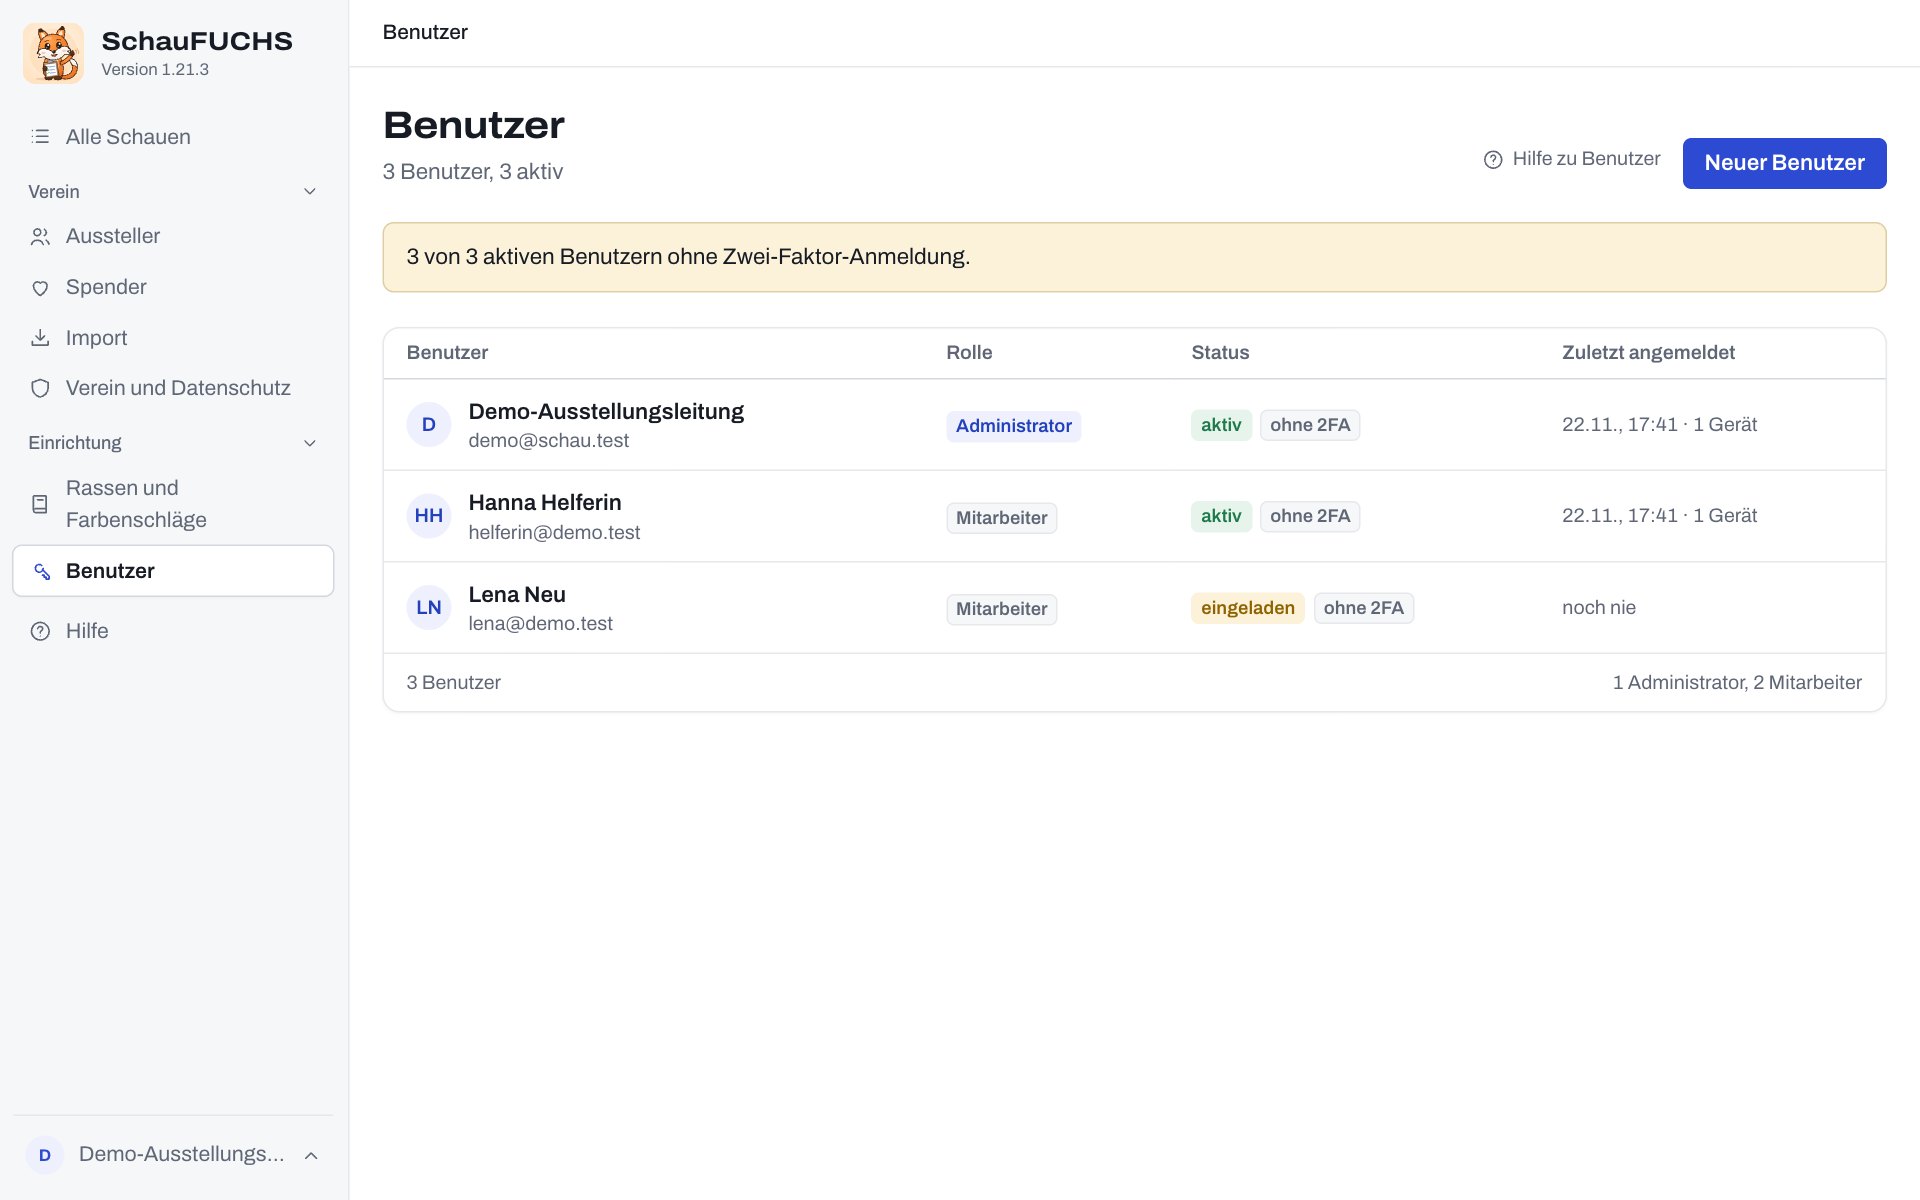 SchauFUCHS
Version 1.21.3
Alle Schauen
Verein
Aussteller
Spender
Import
Verein und Datenschutz
Einrichtung
Rassen und
Farbenschläge
Benutzer
Hilfe
D Demo-Ausstellungs...
Benutzer
Benutzer
3 Benutzer, 3 aktiv
Hilfe zu Benutzer
Neuer Benutzer
3 von 3 aktiven Benutzern ohne Zwei-Faktor-Anmeldung.
Benutzer Rolle Status Zuletzt angemeldet
D Demo-Ausstellungsleitung Administrator aktiv ohne 2FA 22.11., 17:41 · 1 Gerät
demo@schau.test
HH Hanna Helferin Mitarbeiter aktiv ohne 2FA 22.11., 17:41 · 1 Gerät
helferin@demo.test
LN Lena Neu Mitarbeiter eingeladen ohne 2FA noch nie
lena@demo.test
3 Benutzer 1 Administrator, 2 Mitarbeiter